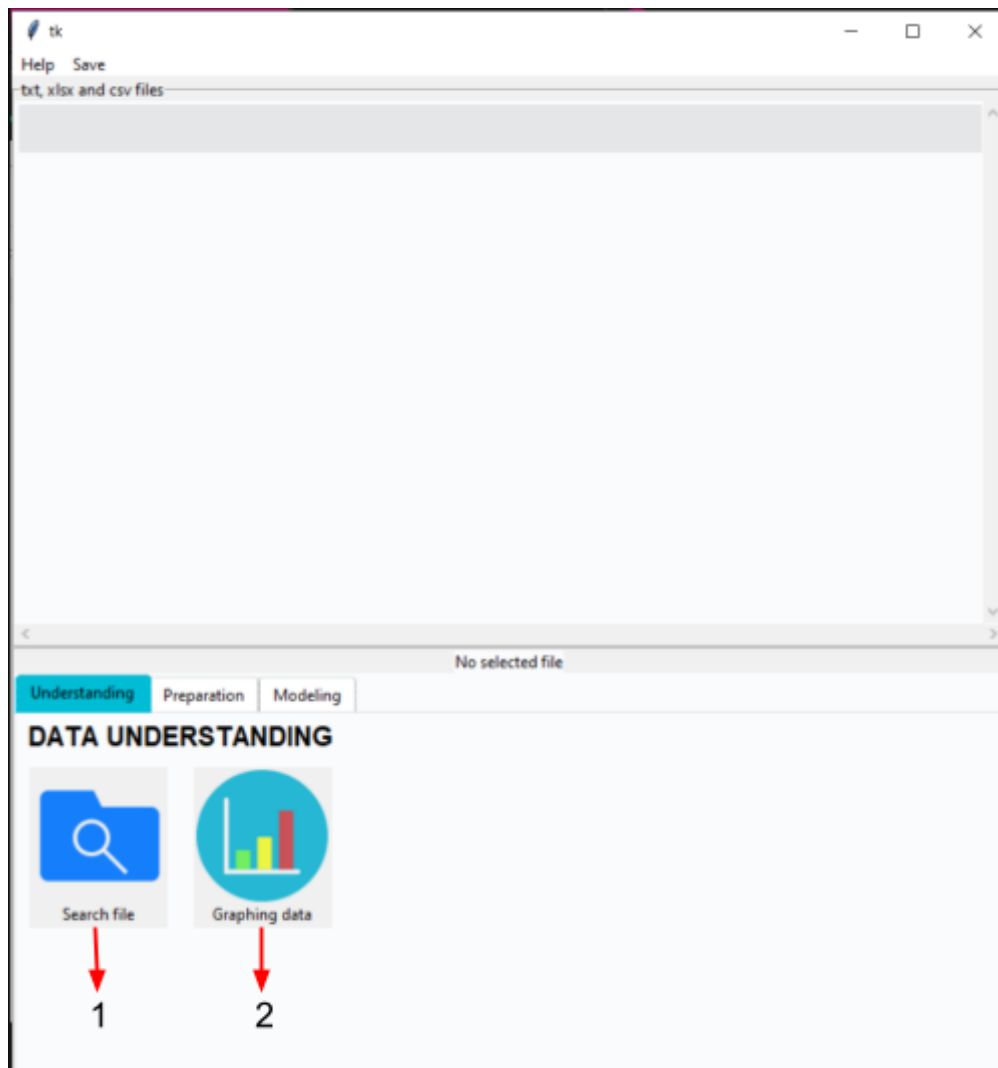 tk
Help Save
txt, xlsx and csv files
No selected file
Understanding Preparation Modeling
DATA UNDERSTANDING
Search file Graphing data
1 2